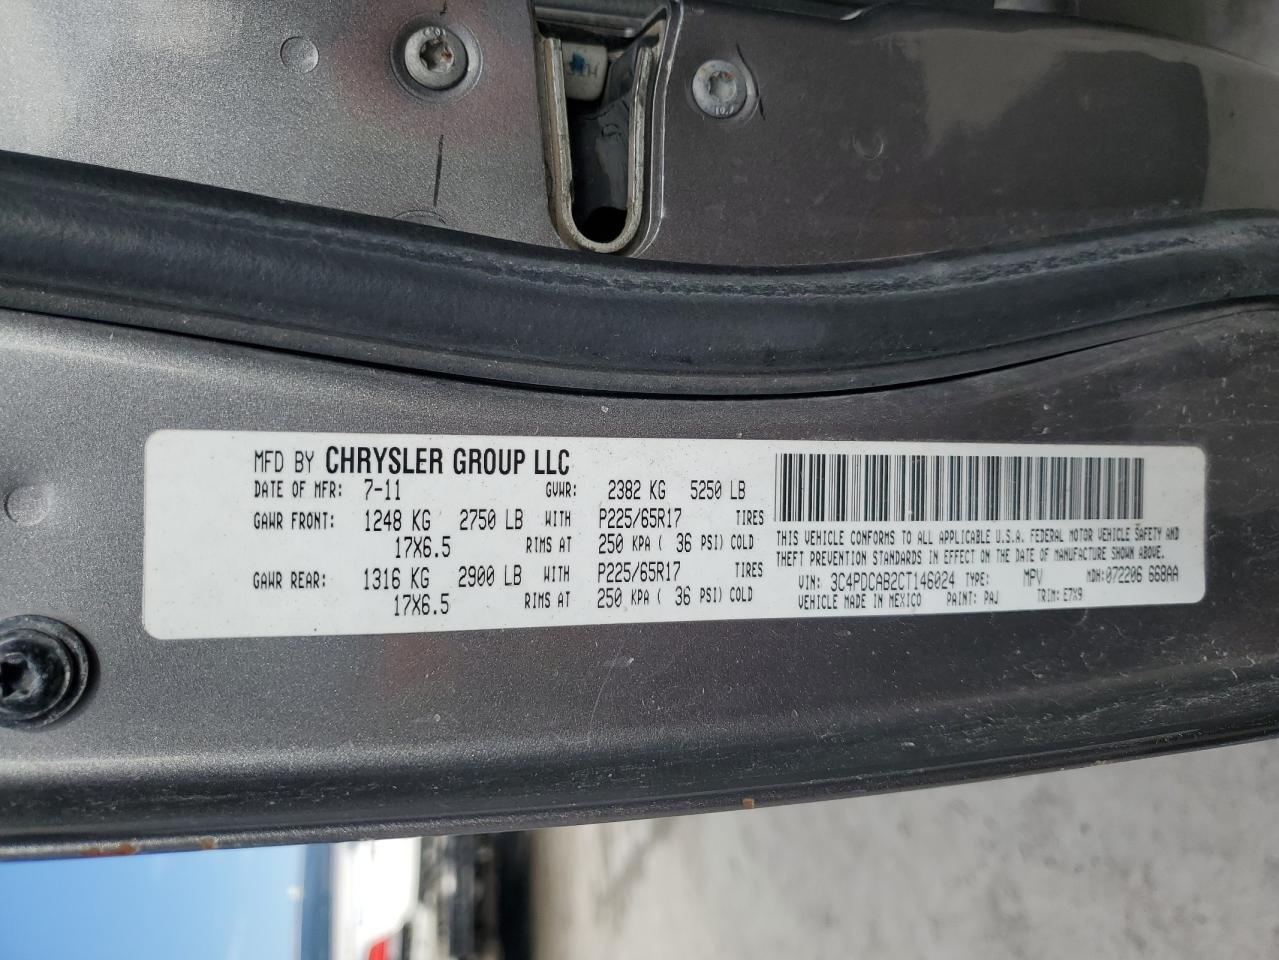 MFD BY CHRYSLER GROUP LLC
DATE OF MFR: 7-11 GVWR: 2382 KG 5250 LB
GAWR FRONT: 1248 KG 2750 LB WITH P225/65R17 TIRES
17X6.5 RIMS AT 250 KPA ( 36 PSI) COLD
GAWR REAR: 1316 KG 2900 LB WITH P225/65R17 TIRES
17X6.5 RIMS AT 250 KPA ( 36 PSI) COLD
THIS VEHICLE CONFORMS TO ALL APPLICABLE U.S.A. FEDERAL MOTOR VEHICLE SAFETY AND
THEFT PREVENTION STANDARDS IN EFFECT ON THE DATE OF MANUFACTURE SHOWN ABOVE.
VIN: 3C4PDCAB2CT146024 TYPE: MPV MDH:072206 668AA
VEHICLE MADE IN MEXICO PAINT: PAJ TRIM: E7X9